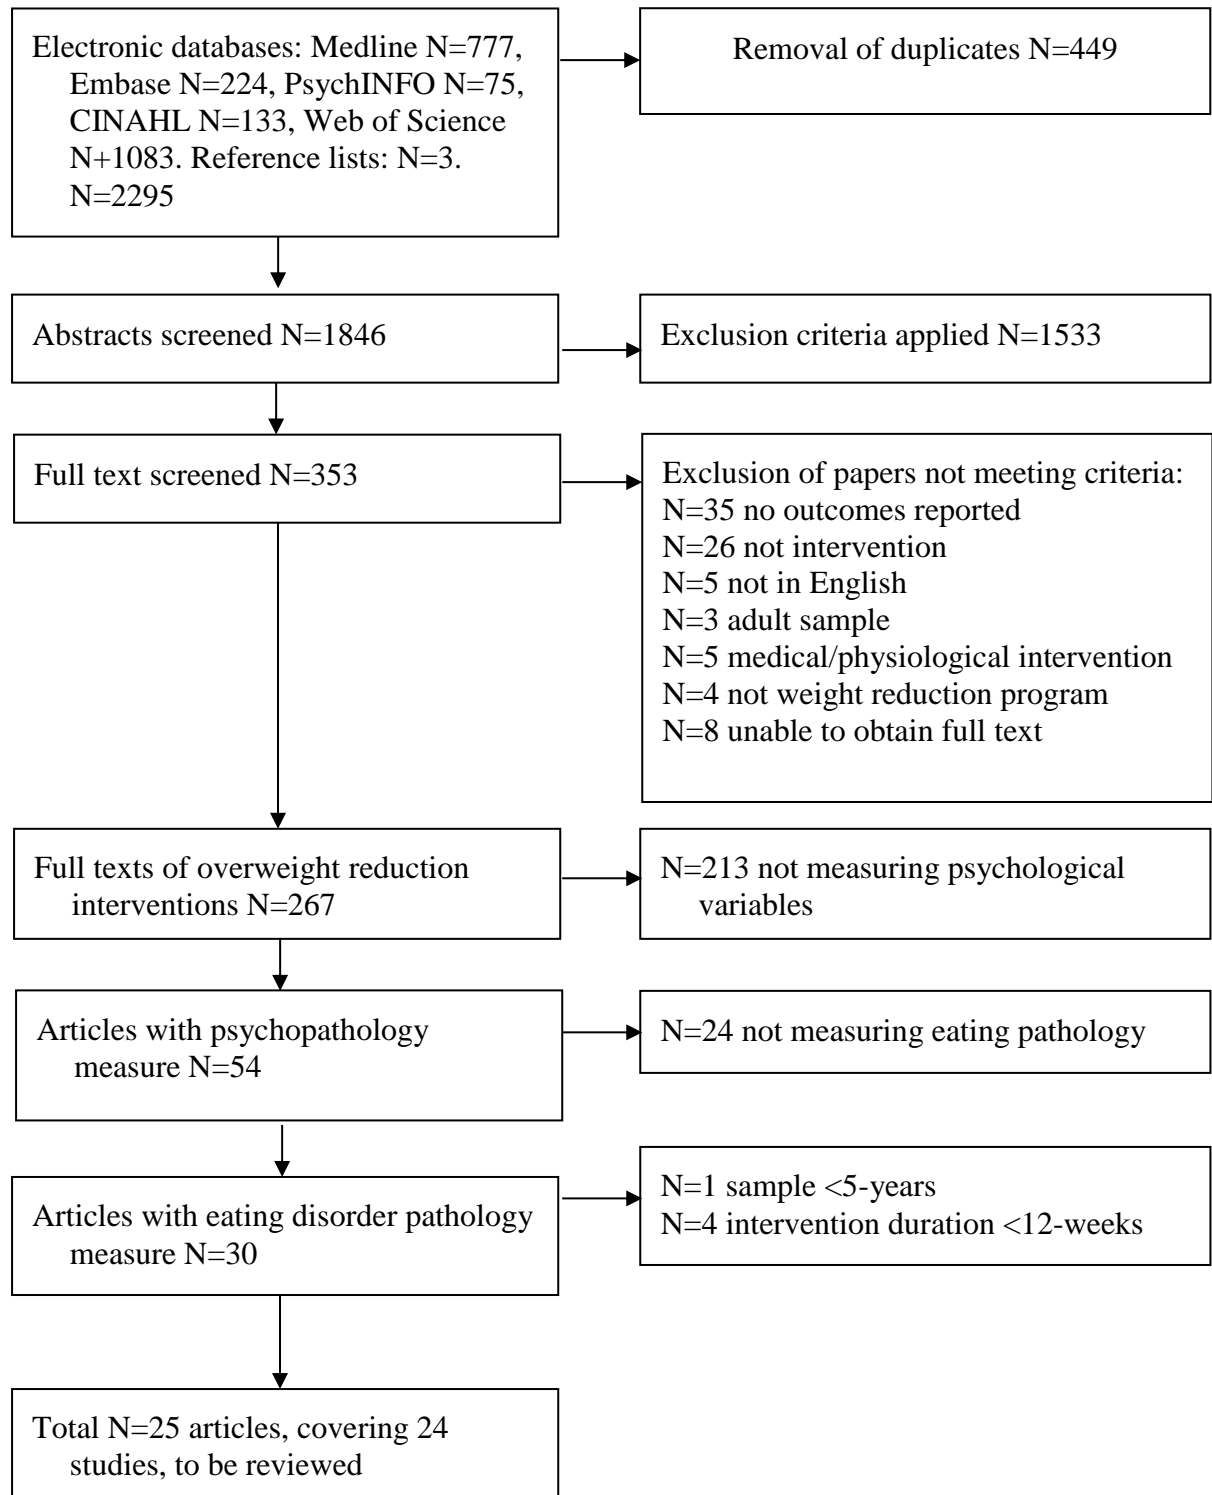 Electronic databases: Medline N=777,
Embase N=224, PsychINFO N=75,
CINAHL N=133, Web of Science
N+1083. Reference lists: N=3.
N=2295
Removal of duplicates N=449
Abstracts screened N=1846
Exclusion criteria applied N=1533
Full text screened N=353
Exclusion of papers not meeting criteria:
N=35 no outcomes reported
N=26 not intervention
N=5 not in English
N=3 adult sample
N=5 medical/physiological intervention
N=4 not weight reduction program
N=8 unable to obtain full text
Full texts of overweight reduction
interventions N=267
N=213 not measuring psychological
variables
Articles with psychopathology
measure N=54
N=24 not measuring eating pathology
Articles with eating disorder pathology
measure N=30
N=1 sample <5-years
N=4 intervention duration <12-weeks
Total N=25 articles, covering 24
studies, to be reviewed